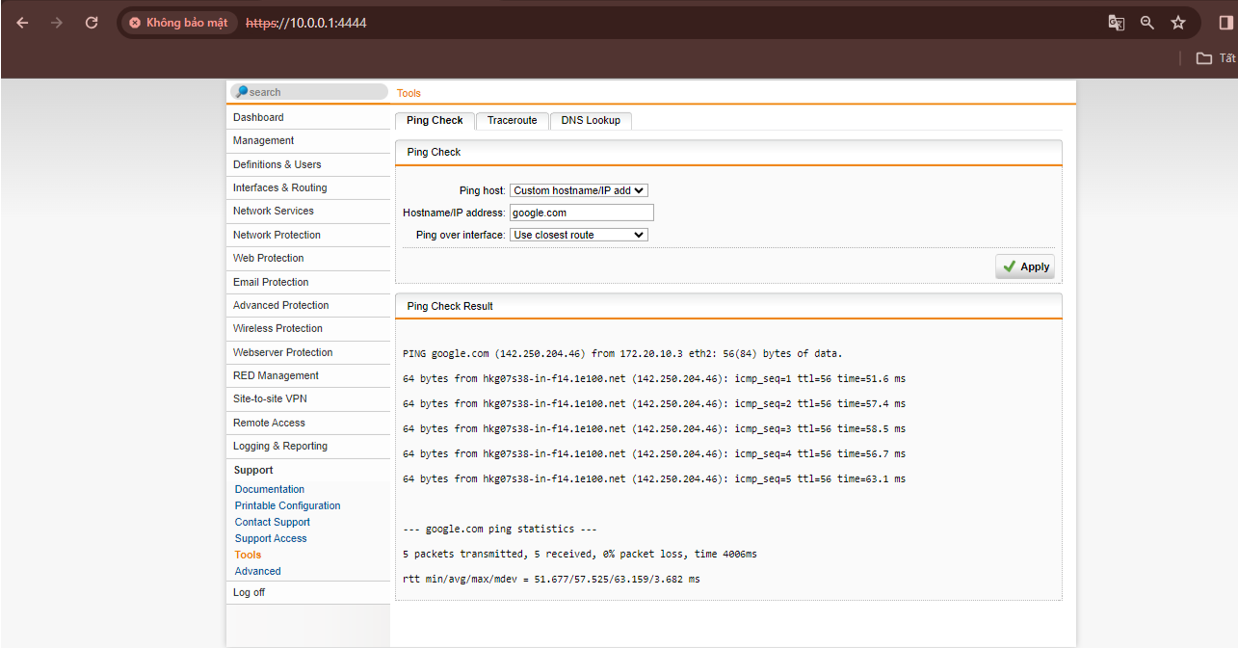 Không bảo mật https://10.0.0.1:4444
Tất
search
Tools
Dashboard
Management
Definitions & Users
Interfaces & Routing
Network Services
Network Protection
Web Protection
Email Protection
Advanced Protection
Wireless Protection
Webserver Protection
RED Management
Site-to-site VPN
Remote Access
Logging & Reporting
Support
Documentation
Printable Configuration
Contact Support
Support Access
Tools
Advanced
Log off
Ping Check Traceroute DNS Lookup
Ping Check
Ping host: Custom hostname/IP add
Hostname/IP address: google.com
Ping over interface: Use closest route
Apply
Ping Check Result
PING google.com (142.250.204.46) from 172.20.10.3 eth2: 56(84) bytes of data.
64 bytes from hkg07s38-in-f14.1e100.net (142.250.204.46): icmp_seq=1 ttl=56 time=51.6 ms
64 bytes from hkg07s38-in-f14.1e100.net (142.250.204.46): icmp_seq=2 ttl=56 time=57.4 ms
64 bytes from hkg07s38-in-f14.1e100.net (142.250.204.46): icmp_seq=3 ttl=56 time=58.5 ms
64 bytes from hkg07s38-in-f14.1e100.net (142.250.204.46): icmp_seq=4 ttl=56 time=56.7 ms
64 bytes from hkg07s38-in-f14.1e100.net (142.250.204.46): icmp_seq=5 ttl=56 time=63.1 ms
--- google.com ping statistics ---
5 packets transmitted, 5 received, 0% packet loss, time 4006ms
rtt min/avg/max/mdev = 51.677/57.525/63.159/3.682 ms